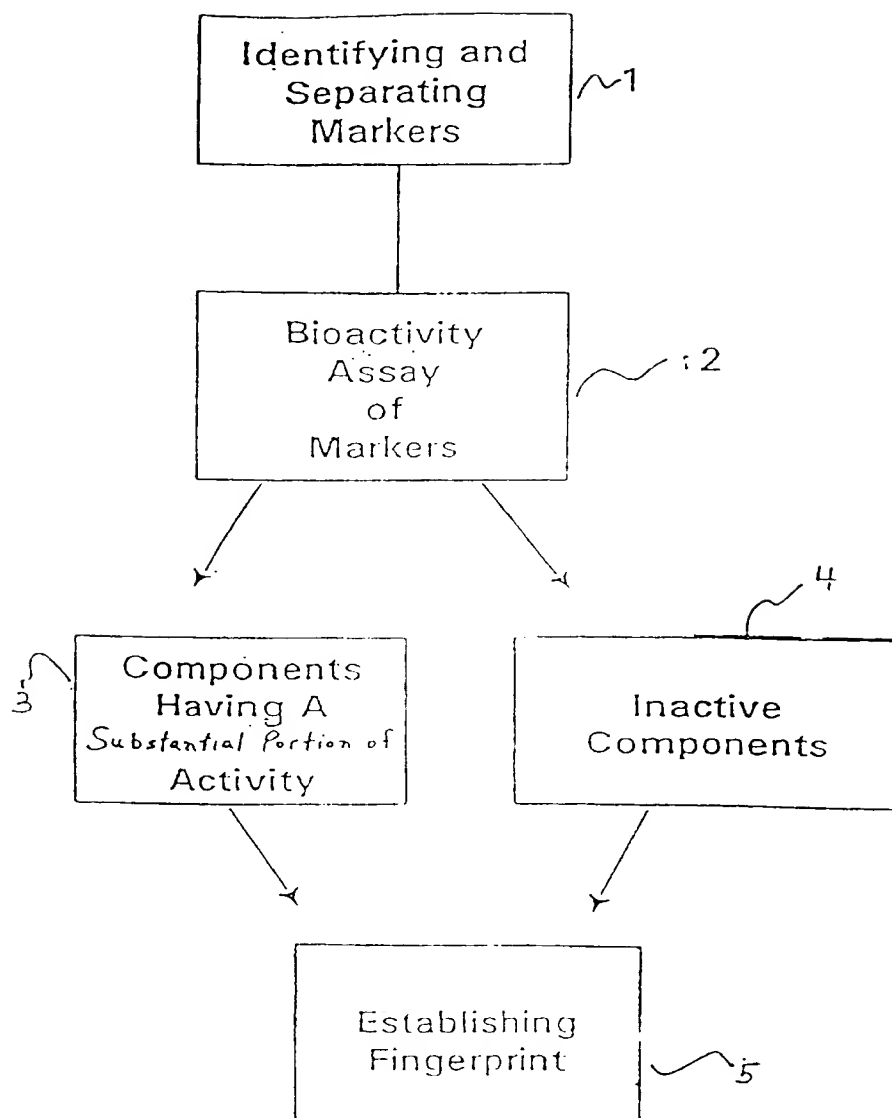 Identifying and
Separating
Markers
1
Bioactivity
Assay
of
Markers
2
4
3
Components
Having A
Substantial Portion of
Activity
Inactive
Components
Establishing
Fingerprint
5